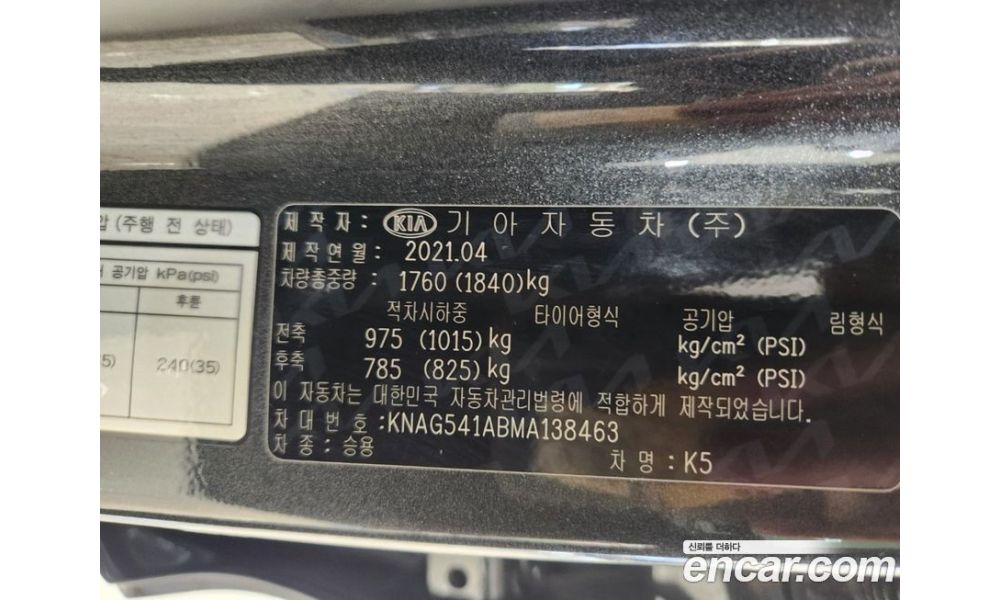 압 (주행 전 상태)
공기압 kPa(psi)
후륜
5)
240(35)
제 작 자 : KIA 기 아 자 동 차 (주)
제 작 연 월 : 2021.04
차량총중량 : 1760 (1840)kg
적차시하중 타이어형식 공기압 림형식
전축 975 (1015)kg kg/cm² (PSI)
후축 785 (825)kg kg/cm² (PSI)
이 자동차는 대한민국 자동차관리법령에 적합하게 제작되었습니다.
차 대 번 호 : KNAG541ABMA138463
차 종 : 승용 차 명 : K5
신뢰를 더하다
encar.com